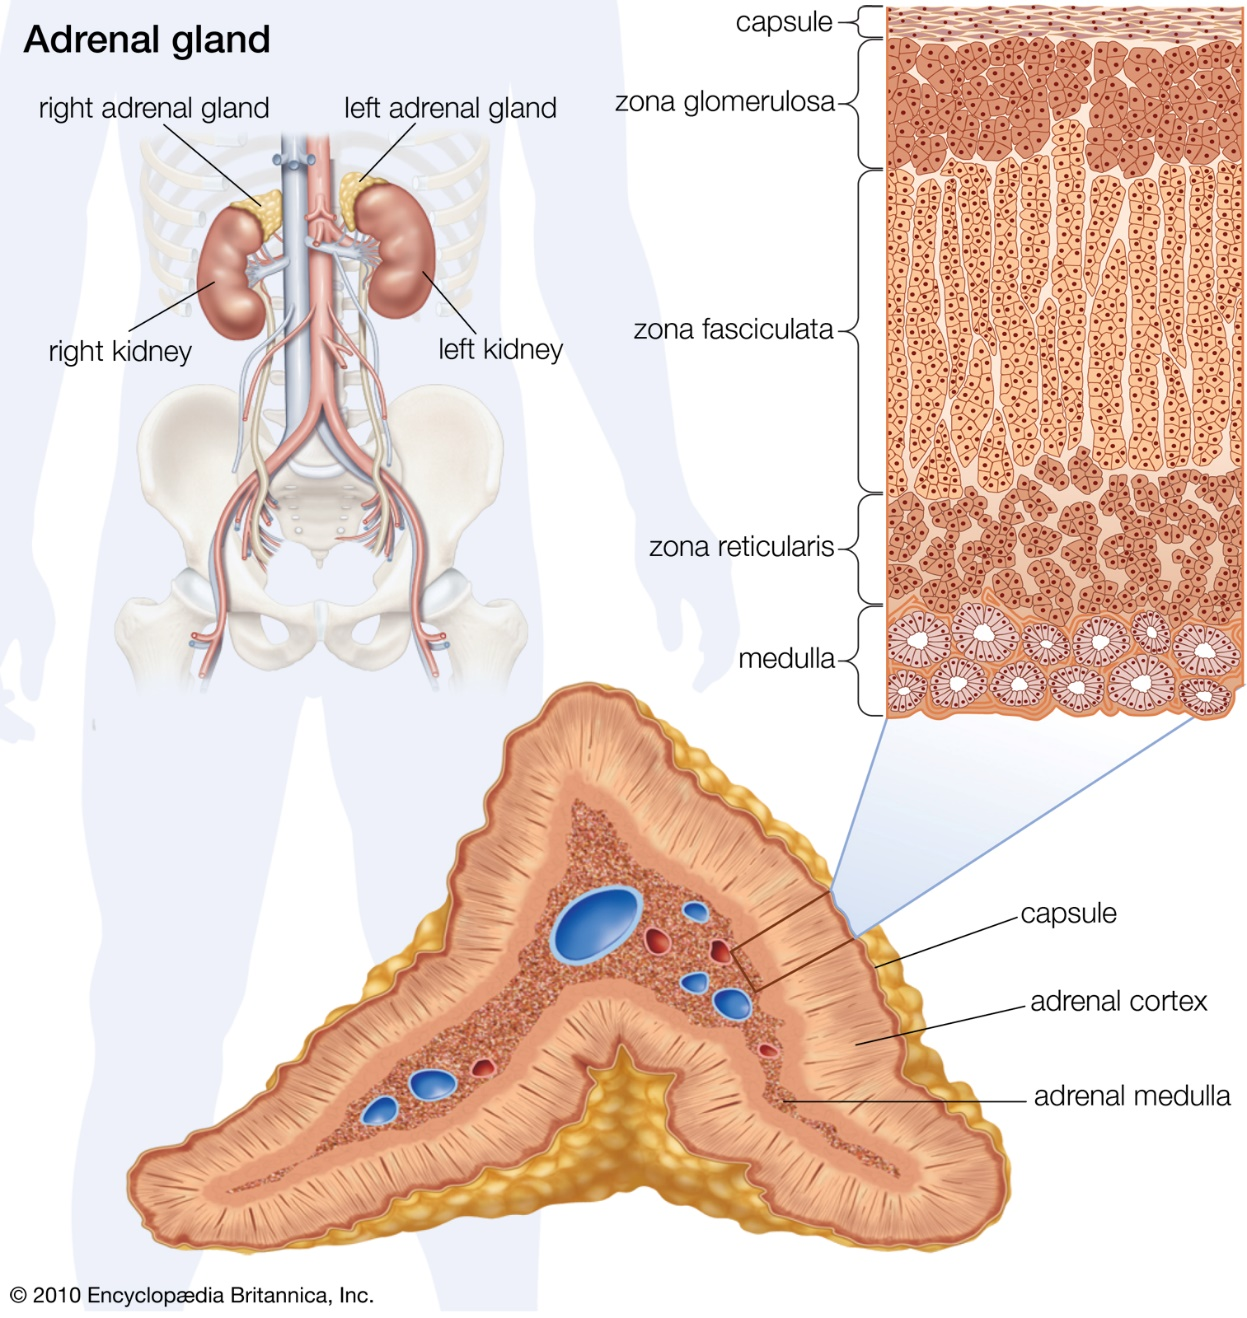 Adrenal gland
right adrenal gland
left adrenal gland
right kidney
left kidney
capsule
zona glomerulosa
zona fasciculata
zona reticularis
medulla
capsule
adrenal cortex
adrenal medulla
© 2010 Encyclopædia Britannica, Inc.